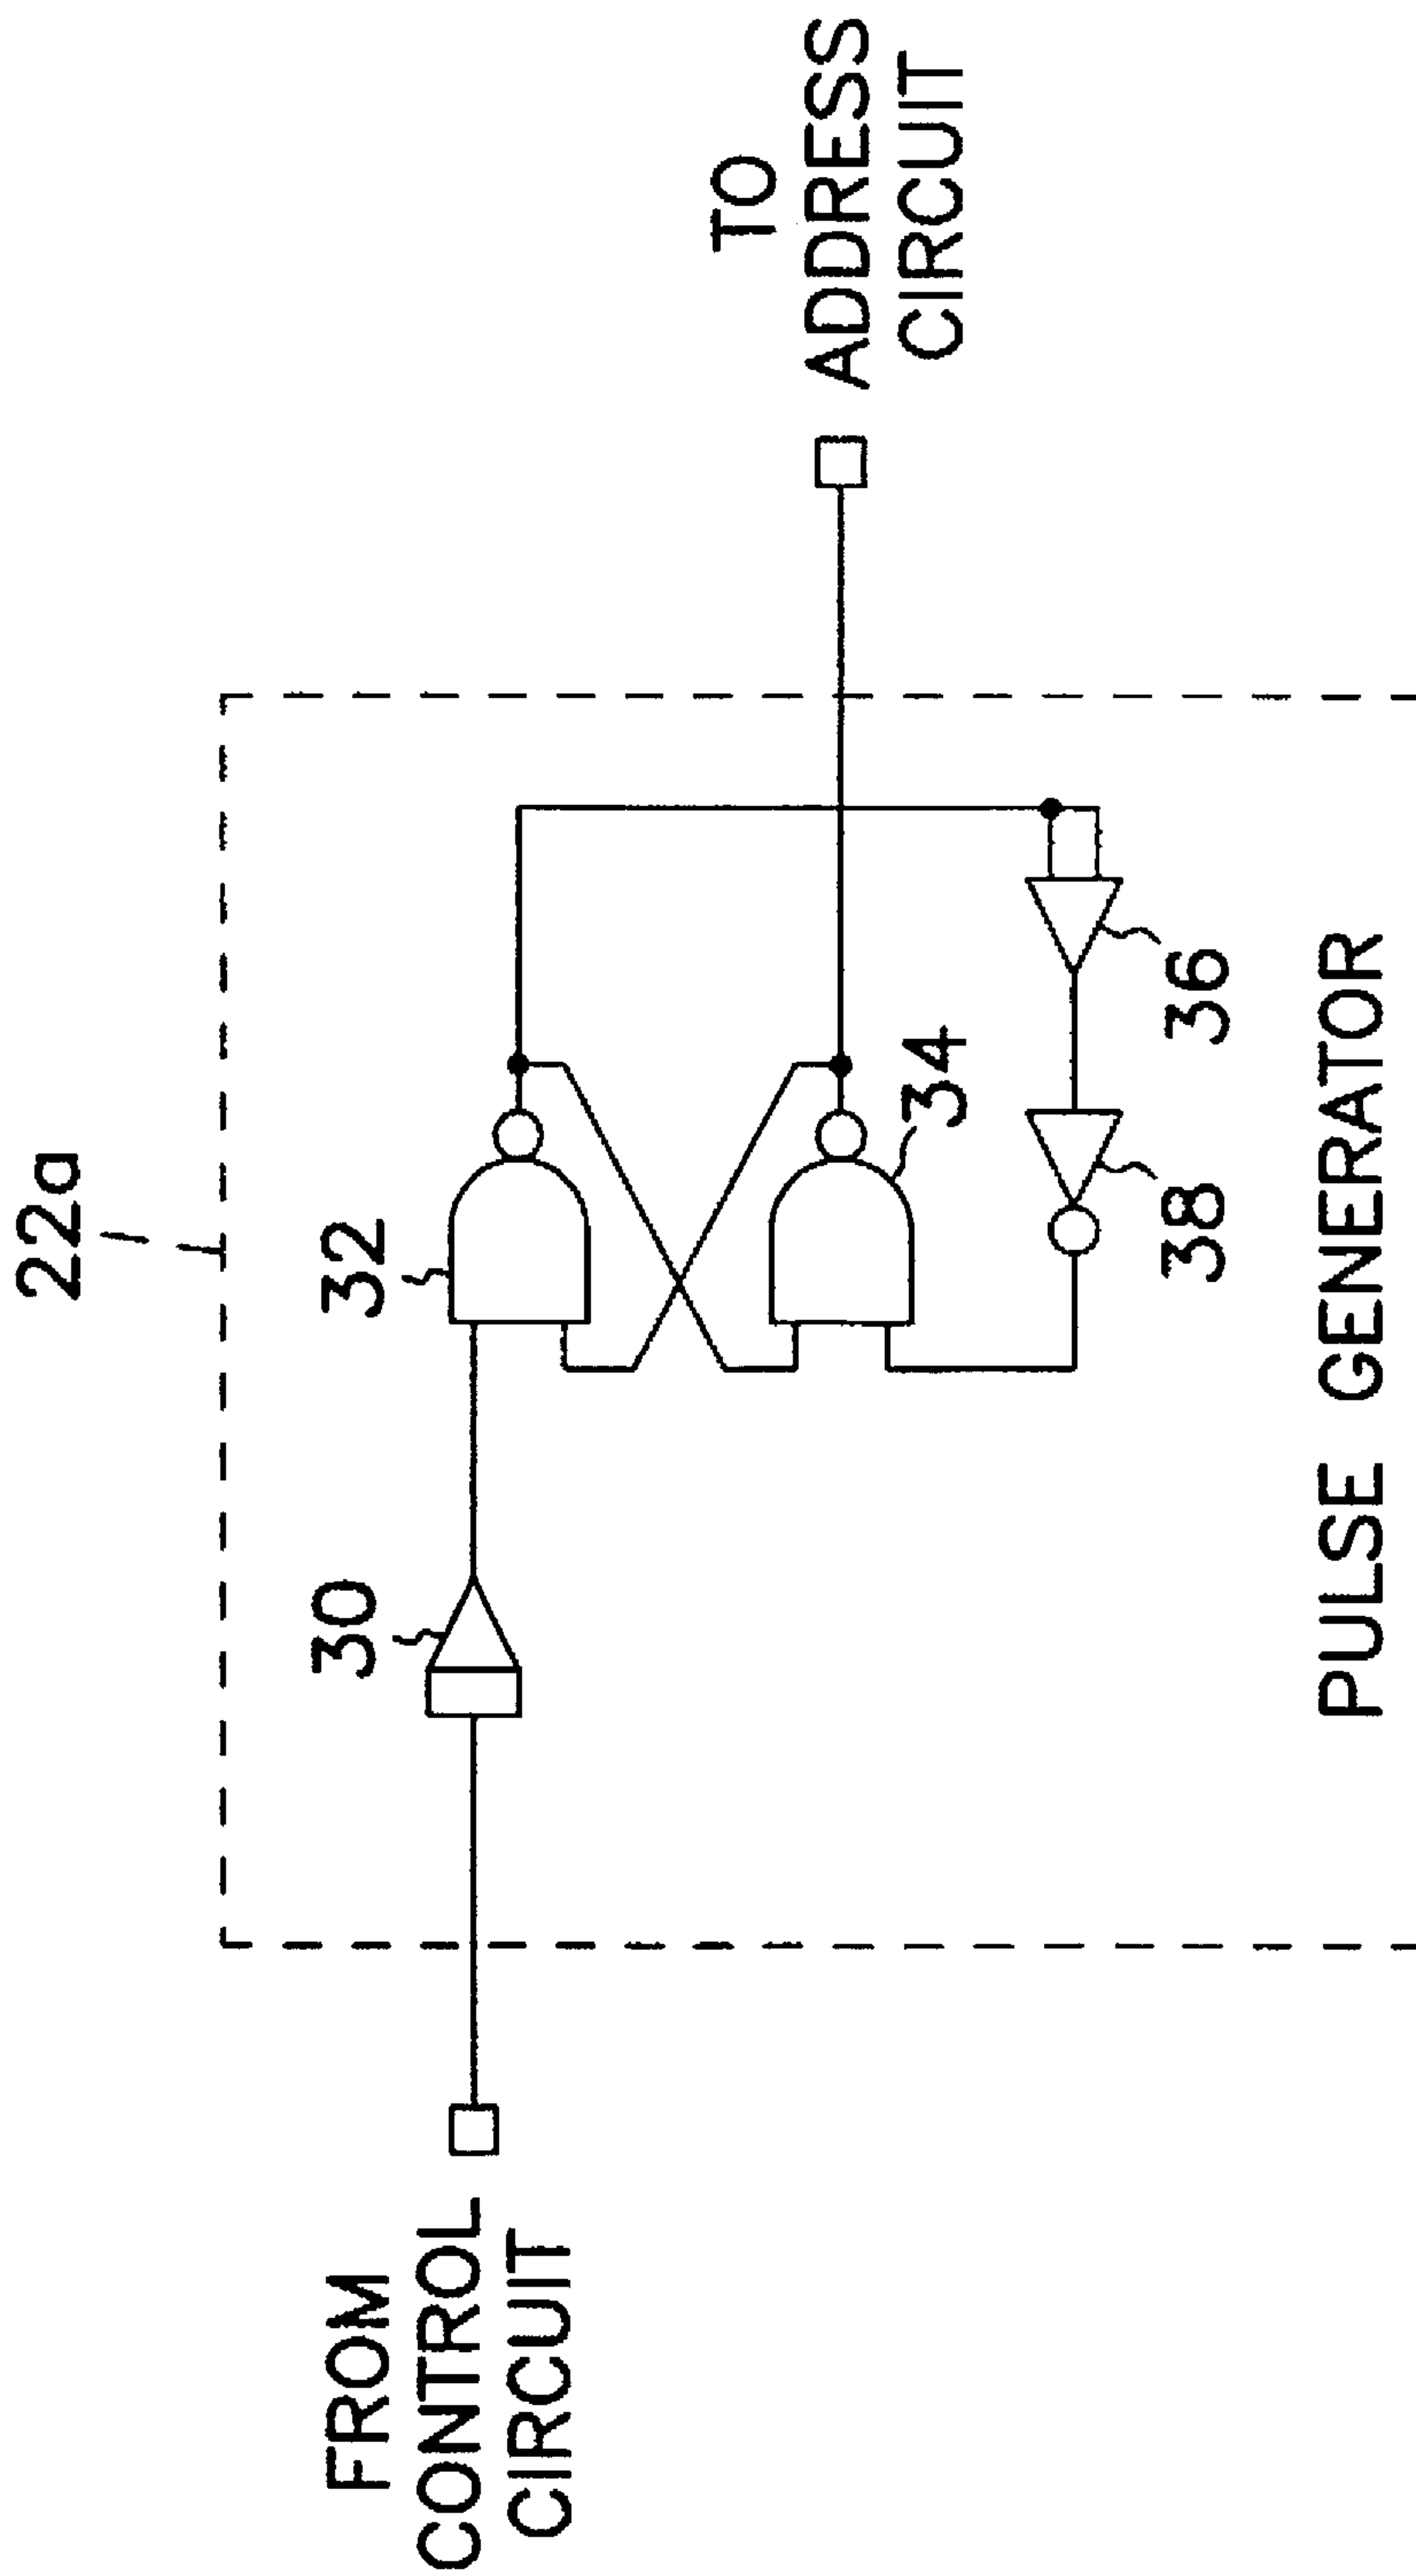 22a
FROM
CONTROL
CIRCUIT
30
32
34
36
38
TO
ADDRESS
CIRCUIT
PULSE GENERATOR